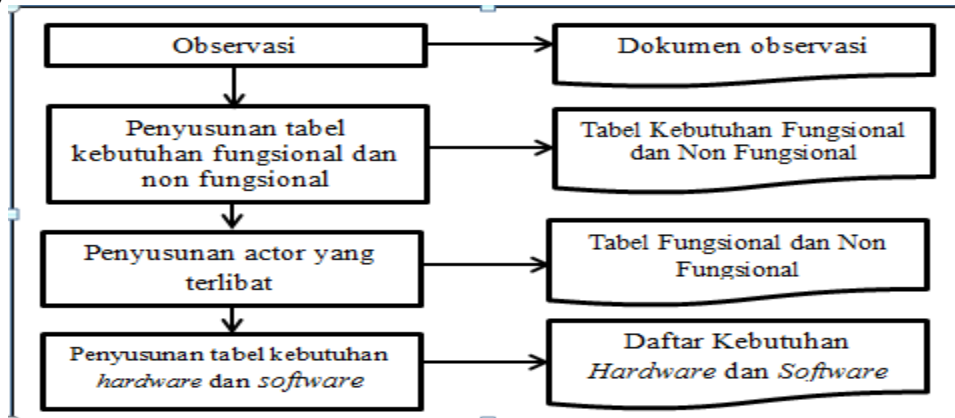 Observasi
Dokumen observasi
Penyusunan tabel
kebutuhan fungsional dan
non fungsional
Tabel Kebutuhan Fungsional
dan Non Fungsional
Penyusunan actor yang
terlibat
Tabel Fungsional dan Non
Fungsional
Penyusunan tabel kebutuhan
hardware dan software
Daftar Kebutuhan
Hardware dan Software